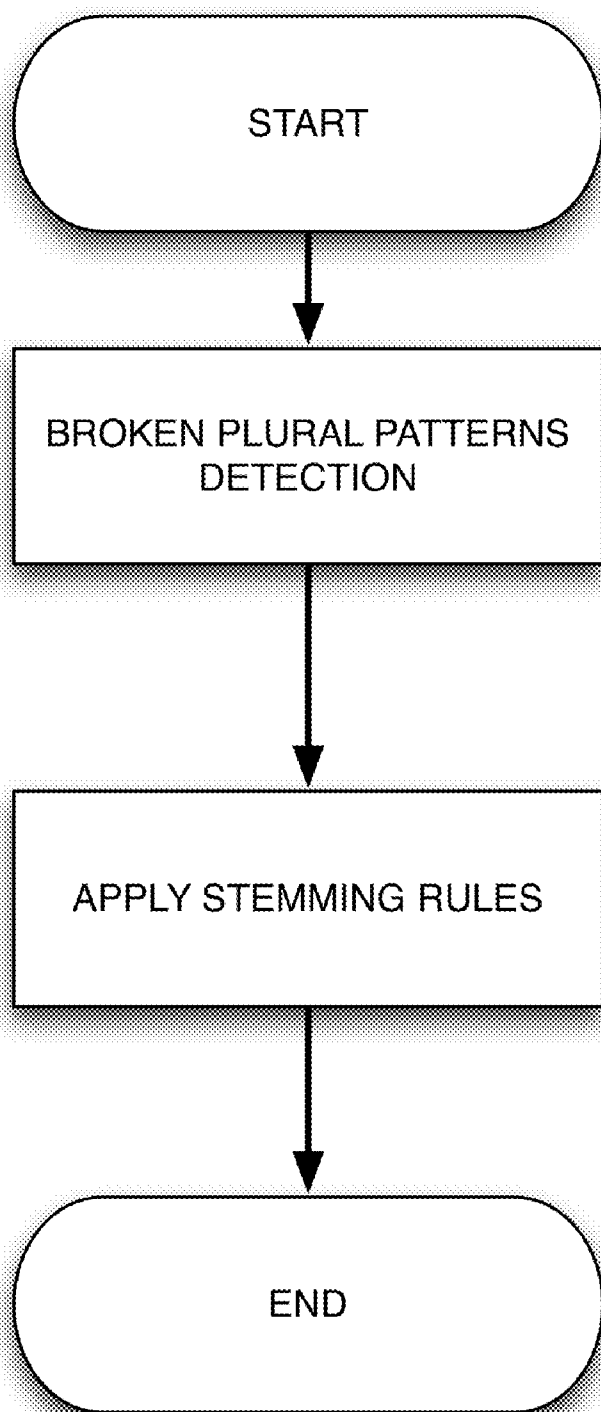 START
BROKEN PLURAL PATTERNS
DETECTION
APPLY STEMMING RULES
END